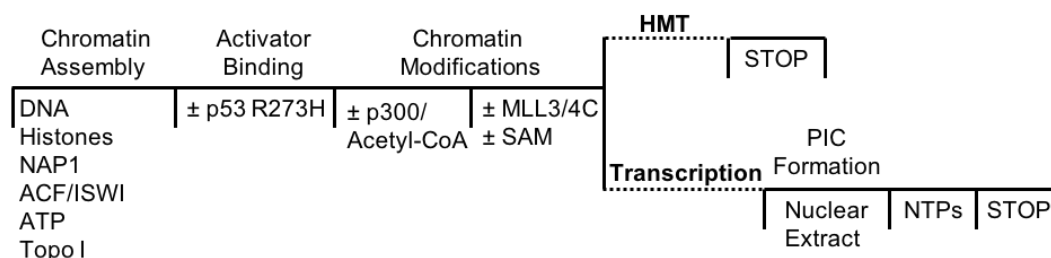 Chromatin Assembly
Activator Binding
Chromatin Modifications
HMT
STOP
DNA
Histones
NAP1
ACF/ISWI
ATP
Topo I
± p53 R273H
± p300/
Acetyl-CoA
± MLL3/4C
± SAM
Transcription
PIC
Formation
Nuclear
Extract
NTPs
STOP